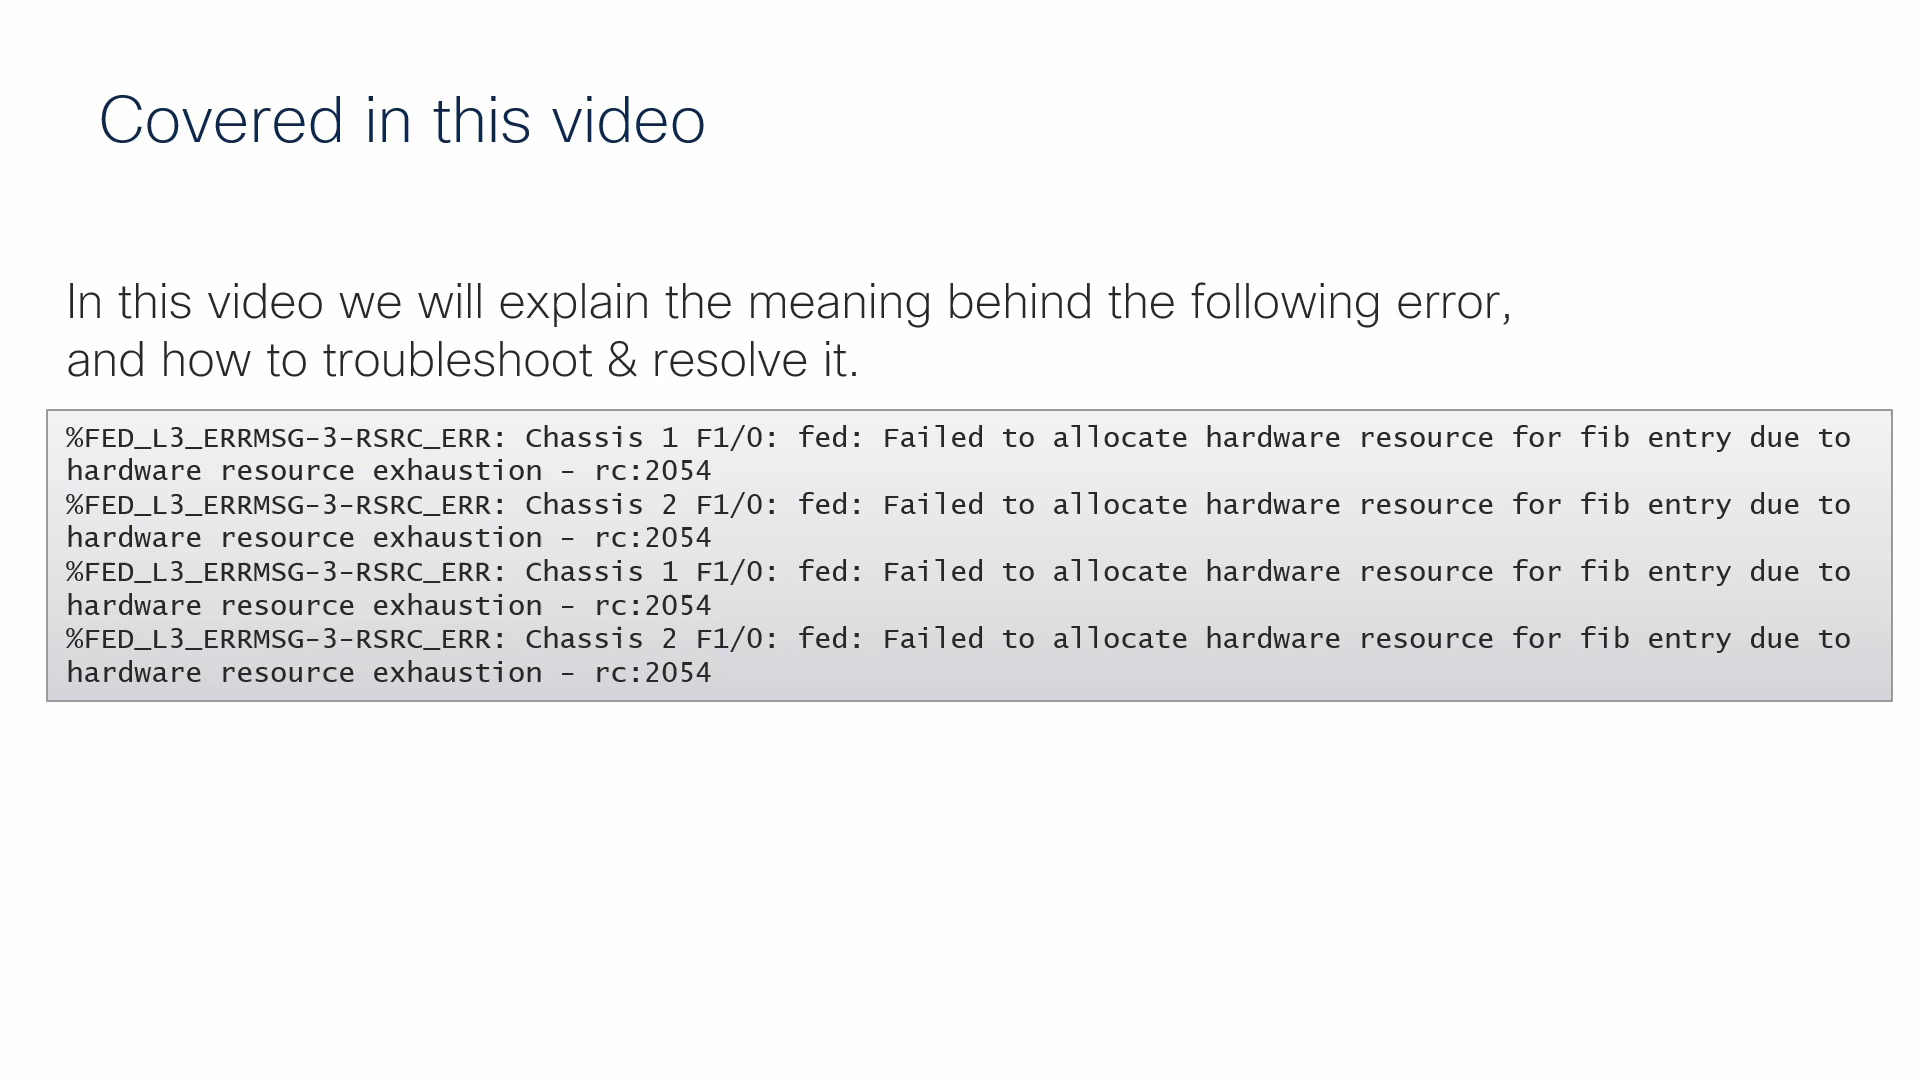 Covered in this video
In this video we will explain the meaning behind the following error,
and how to troubleshoot & resolve it.
%FED_L3_ERRMSG-3-RSRC_ERR: Chassis 1 F1/0: fed: Failed to allocate hardware resource for fib entry due to
hardware resource exhaustion - rc:2054
%FED_L3_ERRMSG-3-RSRC_ERR: Chassis 2 F1/0: fed: Failed to allocate hardware resource for fib entry due to
hardware resource exhaustion - rc:2054
%FED_L3_ERRMSG-3-RSRC_ERR: Chassis 1 F1/0: fed: Failed to allocate hardware resource for fib entry due to
hardware resource exhaustion - rc:2054
%FED_L3_ERRMSG-3-RSRC_ERR: Chassis 2 F1/0: fed: Failed to allocate hardware resource for fib entry due to
hardware resource exhaustion - rc:2054